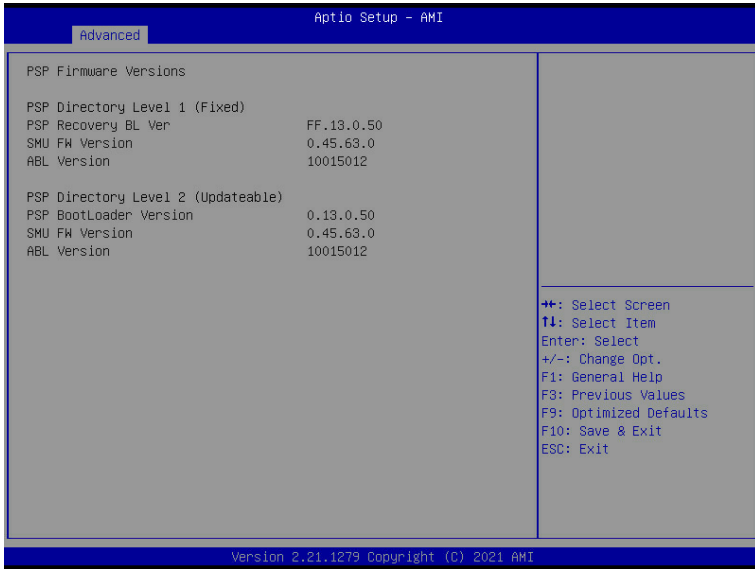 Aptio Setup – AMI
Advanced
PSP Firmware Versions
PSP Directory Level 1 (Fixed)
PSP Recovery BL Ver FF.13.0.50
SMU FW Version 0.45.63.0
ABL Version 10015012
PSP Directory Level 2 (Updateable)
PSP BootLoader Version 0.13.0.50
SMU FW Version 0.45.63.0
ABL Version 10015012
→←: Select Screen
↑↓: Select Item
Enter: Select
+/-: Change Opt.
F1: General Help
F3: Previous Values
F9: Optimized Defaults
F10: Save & Exit
ESC: Exit
Version 2.21.1279 Copyright (C) 2021 AMI